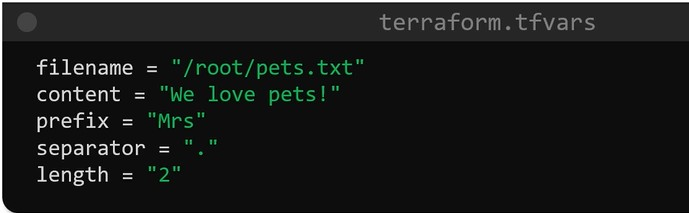 terraform.tfvars
filename = "/root/pets.txt"
content = "We love pets!"
prefix = "Mrs"
separator = "."
length = "2"